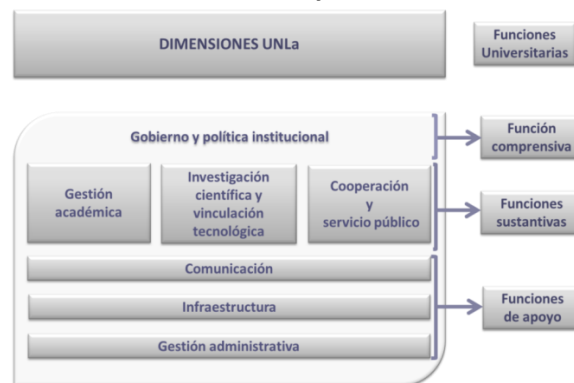 DIMENSIONES UNLa
Funciones
Universitarias
Gobierno y política institucional
Función
comprensiva
Gestión
académica
Investigación
científica y
vinculación
tecnológica
Cooperación
y
servicio público
Funciones
sustantivas
Comunicación
Infraestructura
Gestión administrativa
Funciones
de apoyo